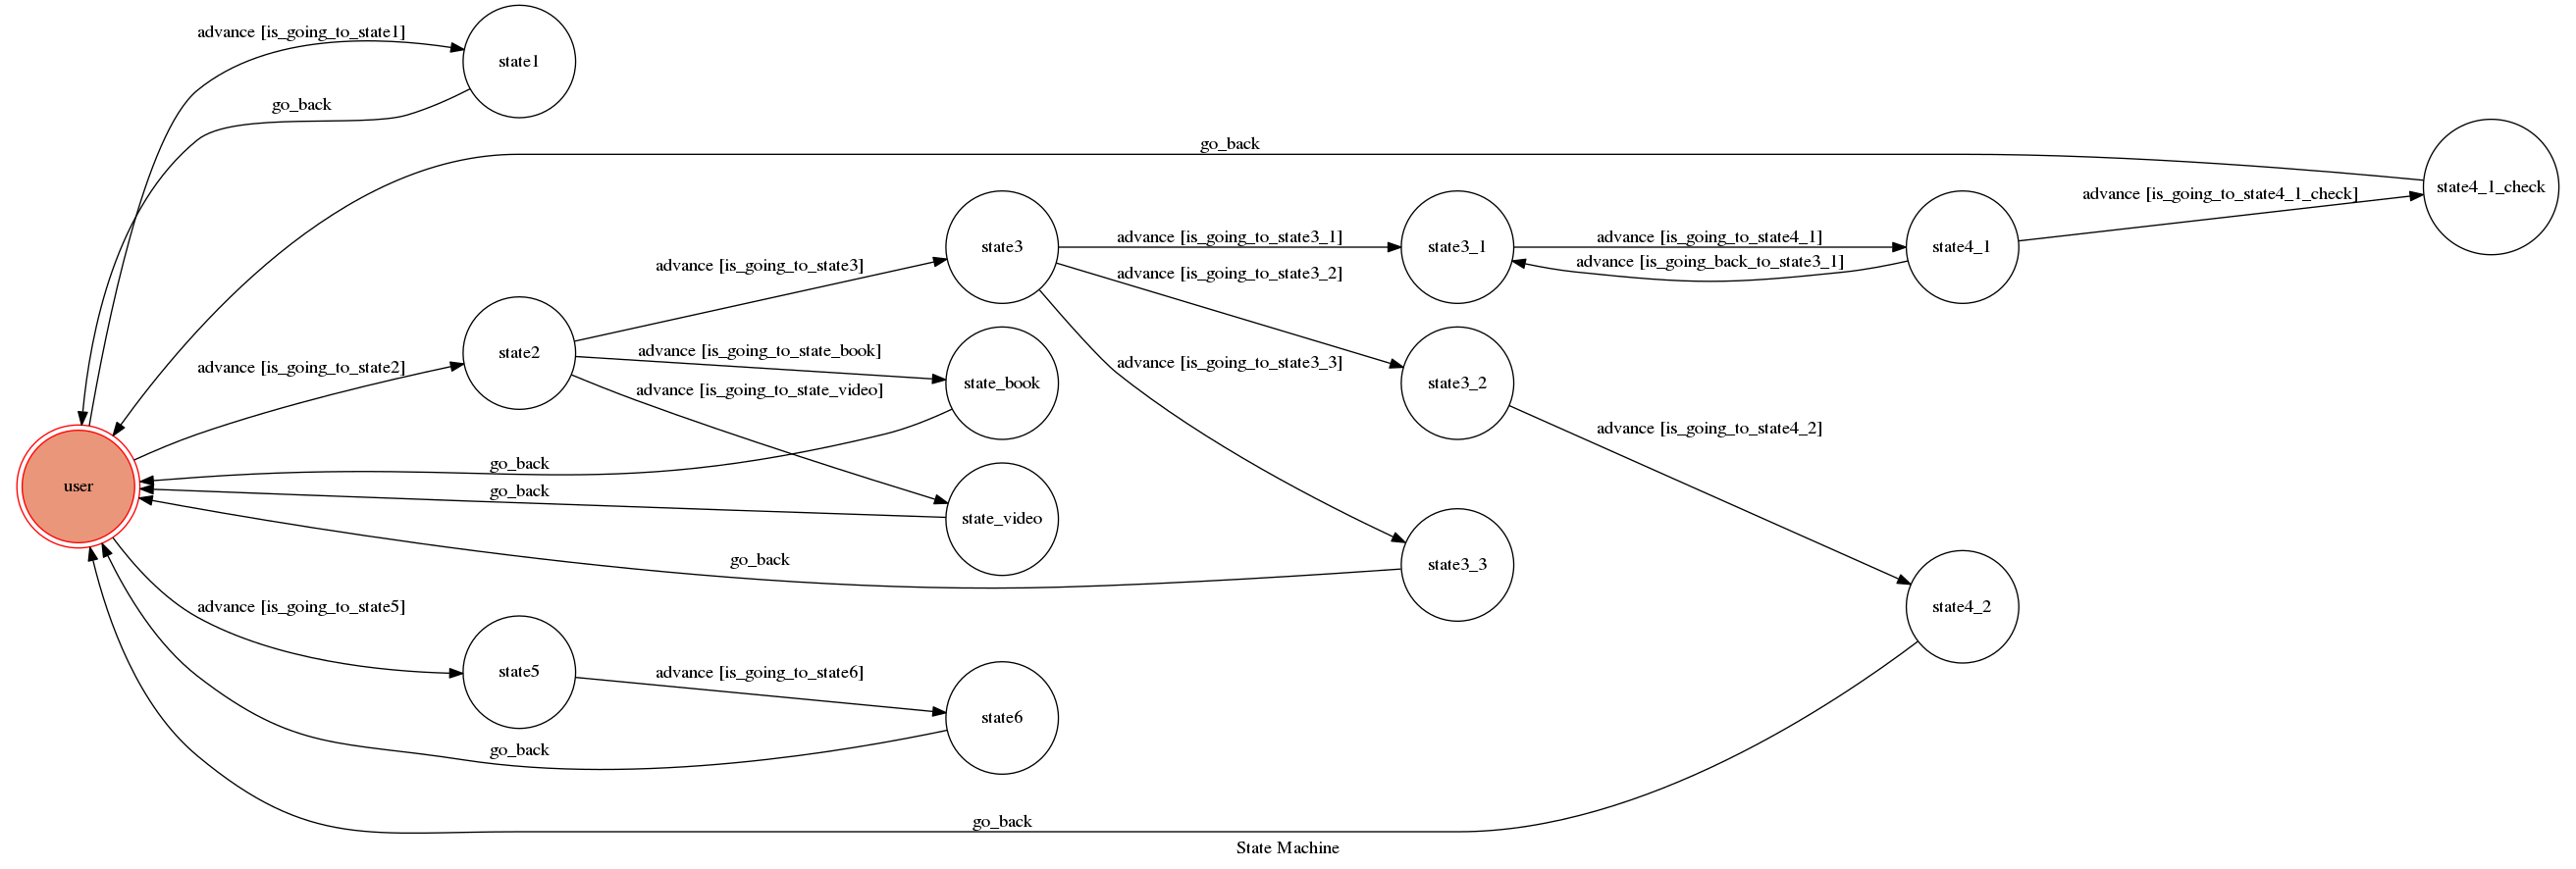 advance [is_going_to_state1]
state1
go_back
go_back
state4_1_check
advance [is_going_to_state4_1_check]
state3
advance [is_going_to_state3_1]
state3_1
advance [is_going_to_state4_1]
state4_1
advance [is_going_back_to_state3_1]
advance [is_going_to_state3]
advance [is_going_to_state3_2]
state2
advance [is_going_to_state_book]
advance [is_going_to_state2]
advance [is_going_to_state3_3]
state_book
state3_2
advance [is_going_to_state_video]
advance [is_going_to_state4_2]
go_back
user
go_back
state_video
go_back
state3_3
advance [is_going_to_state5]
state4_2
state5
advance [is_going_to_state6]
state6
go_back
go_back
State Machine